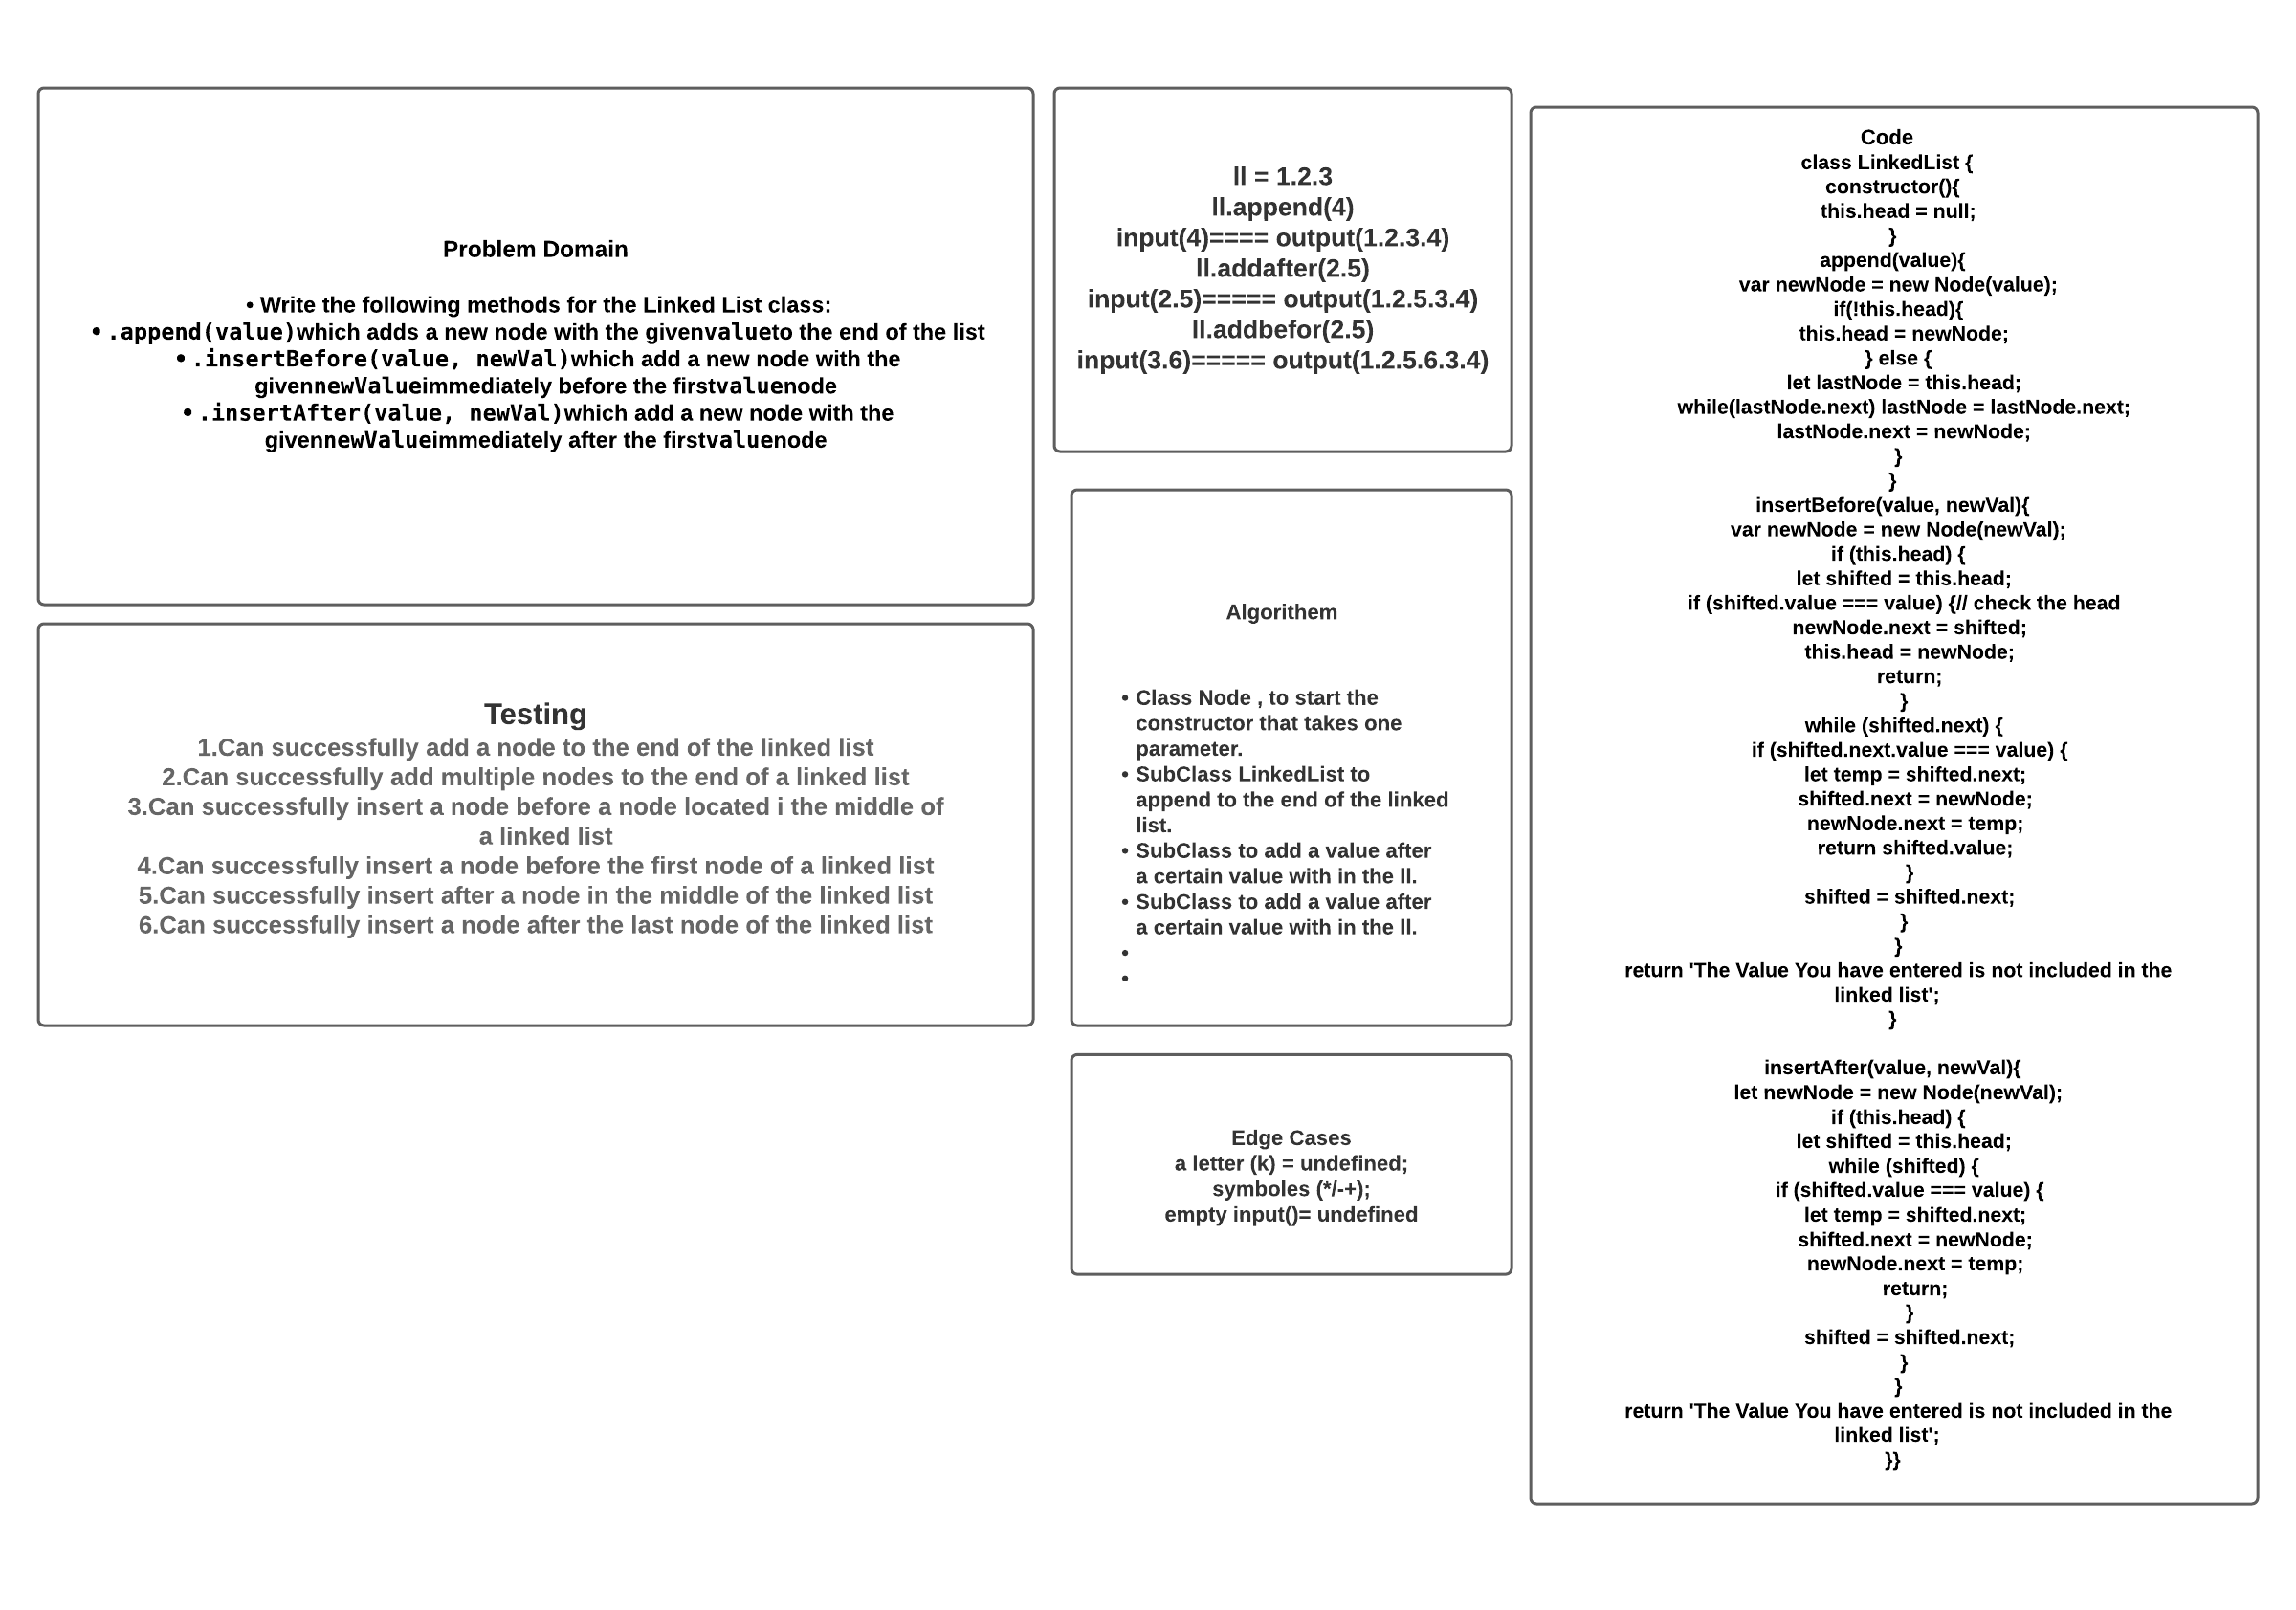 Problem Domain
• Write the following methods for the Linked List class:
• .append(value)which adds a new node with the givenvalueto the end of the list
• .insertBefore(value, newVal)which add a new node with the
givennewValueimmediately before the firstvaluenode
• .insertAfter(value, newVal)which add a new node with the
givennewValueimmediately after the firstvaluenode
Testing
1.Can successfully add a node to the end of the linked list
2.Can successfully add multiple nodes to the end of a linked list
3.Can successfully insert a node before a node located i the middle of
a linked list
4.Can successfully insert a node before the first node of a linked list
5.Can successfully insert after a node in the middle of the linked list
6.Can successfully insert a node after the last node of the linked list
ll = 1.2.3
ll.append(4)
input(4)==== output(1.2.3.4)
ll.addafter(2.5)
input(2.5)===== output(1.2.5.3.4)
ll.addbefor(2.5)
input(3.6)===== output(1.2.5.6.3.4)
Algorithem
• Class Node , to start the
constructor that takes one
parameter.
• SubClass LinkedList to
append to the end of the linked
list.
• SubClass to add a value after
a certain value with in the ll.
• SubClass to add a value after
a certain value with in the ll.
•
•
Edge Cases
a letter (k) = undefined;
symboles (*/-+);
empty input()= undefined
Code
class LinkedList {
constructor(){
this.head = null;
}
append(value){
var newNode = new Node(value);
if(!this.head){
this.head = newNode;
} else {
let lastNode = this.head;
while(lastNode.next) lastNode = lastNode.next;
lastNode.next = newNode;
}
}
insertBefore(value, newVal){
var newNode = new Node(newVal);
if (this.head) {
let shifted = this.head;
if (shifted.value === value) {// check the head
newNode.next = shifted;
this.head = newNode;
return;
}
while (shifted.next) {
if (shifted.next.value === value) {
let temp = shifted.next;
shifted.next = newNode;
newNode.next = temp;
return shifted.value;
}
shifted = shifted.next;
}
}
return 'The Value You have entered is not included in the
linked list';
}
insertAfter(value, newVal){
let newNode = new Node(newVal);
if (this.head) {
let shifted = this.head;
while (shifted) {
if (shifted.value === value) {
let temp = shifted.next;
shifted.next = newNode;
newNode.next = temp;
return;
}
shifted = shifted.next;
}
}
return 'The Value You have entered is not included in the
linked list';
}}